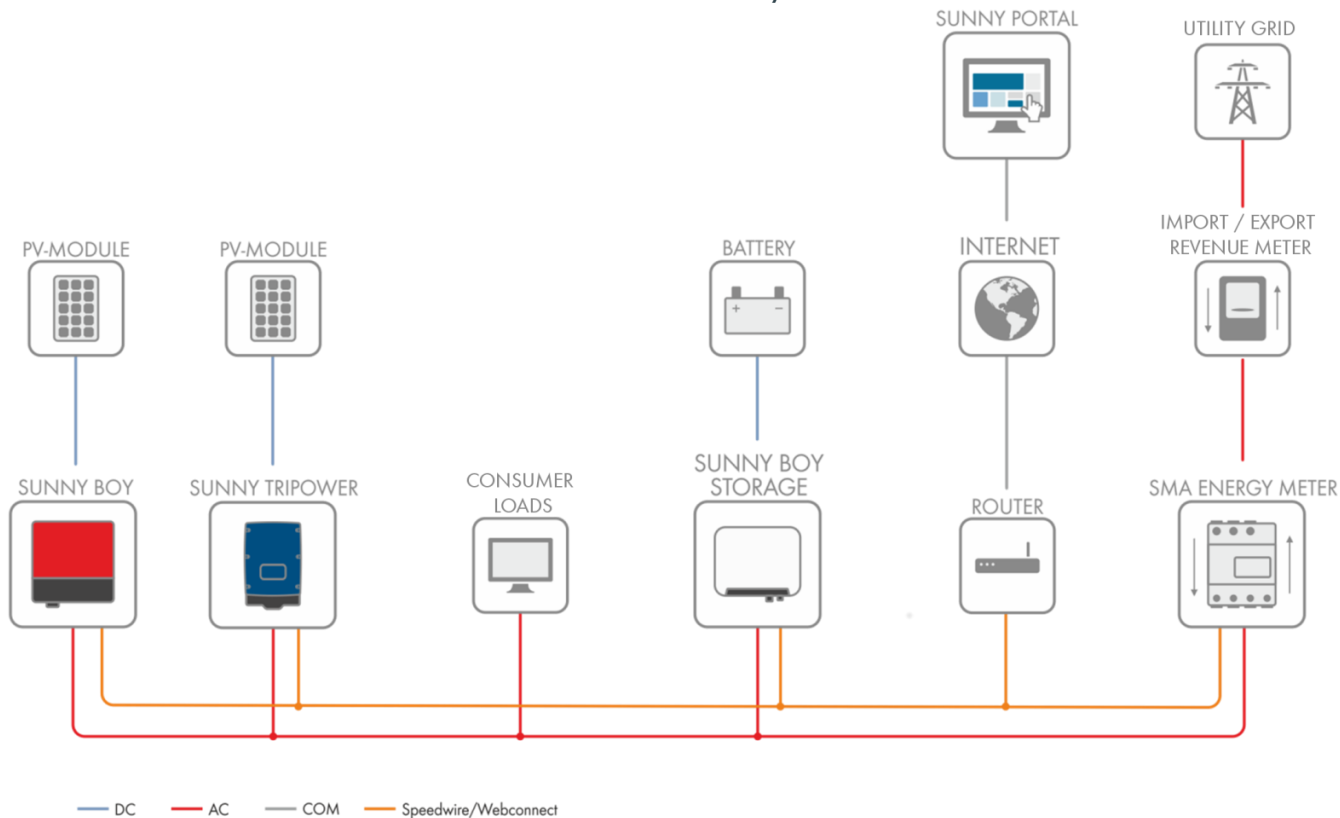 SUNNY PORTAL
UTILITY GRID
IMPORT / EXPORT
REVENUE METER
PV-MODULE
PV-MODULE
BATTERY
INTERNET
SUNNY BOY
SUNNY TRIPOWER
CONSUMER
LOADS
SUNNY BOY
STORAGE
ROUTER
SMA ENERGY METER
DC
AC
COM
Speedwire/Webconnect